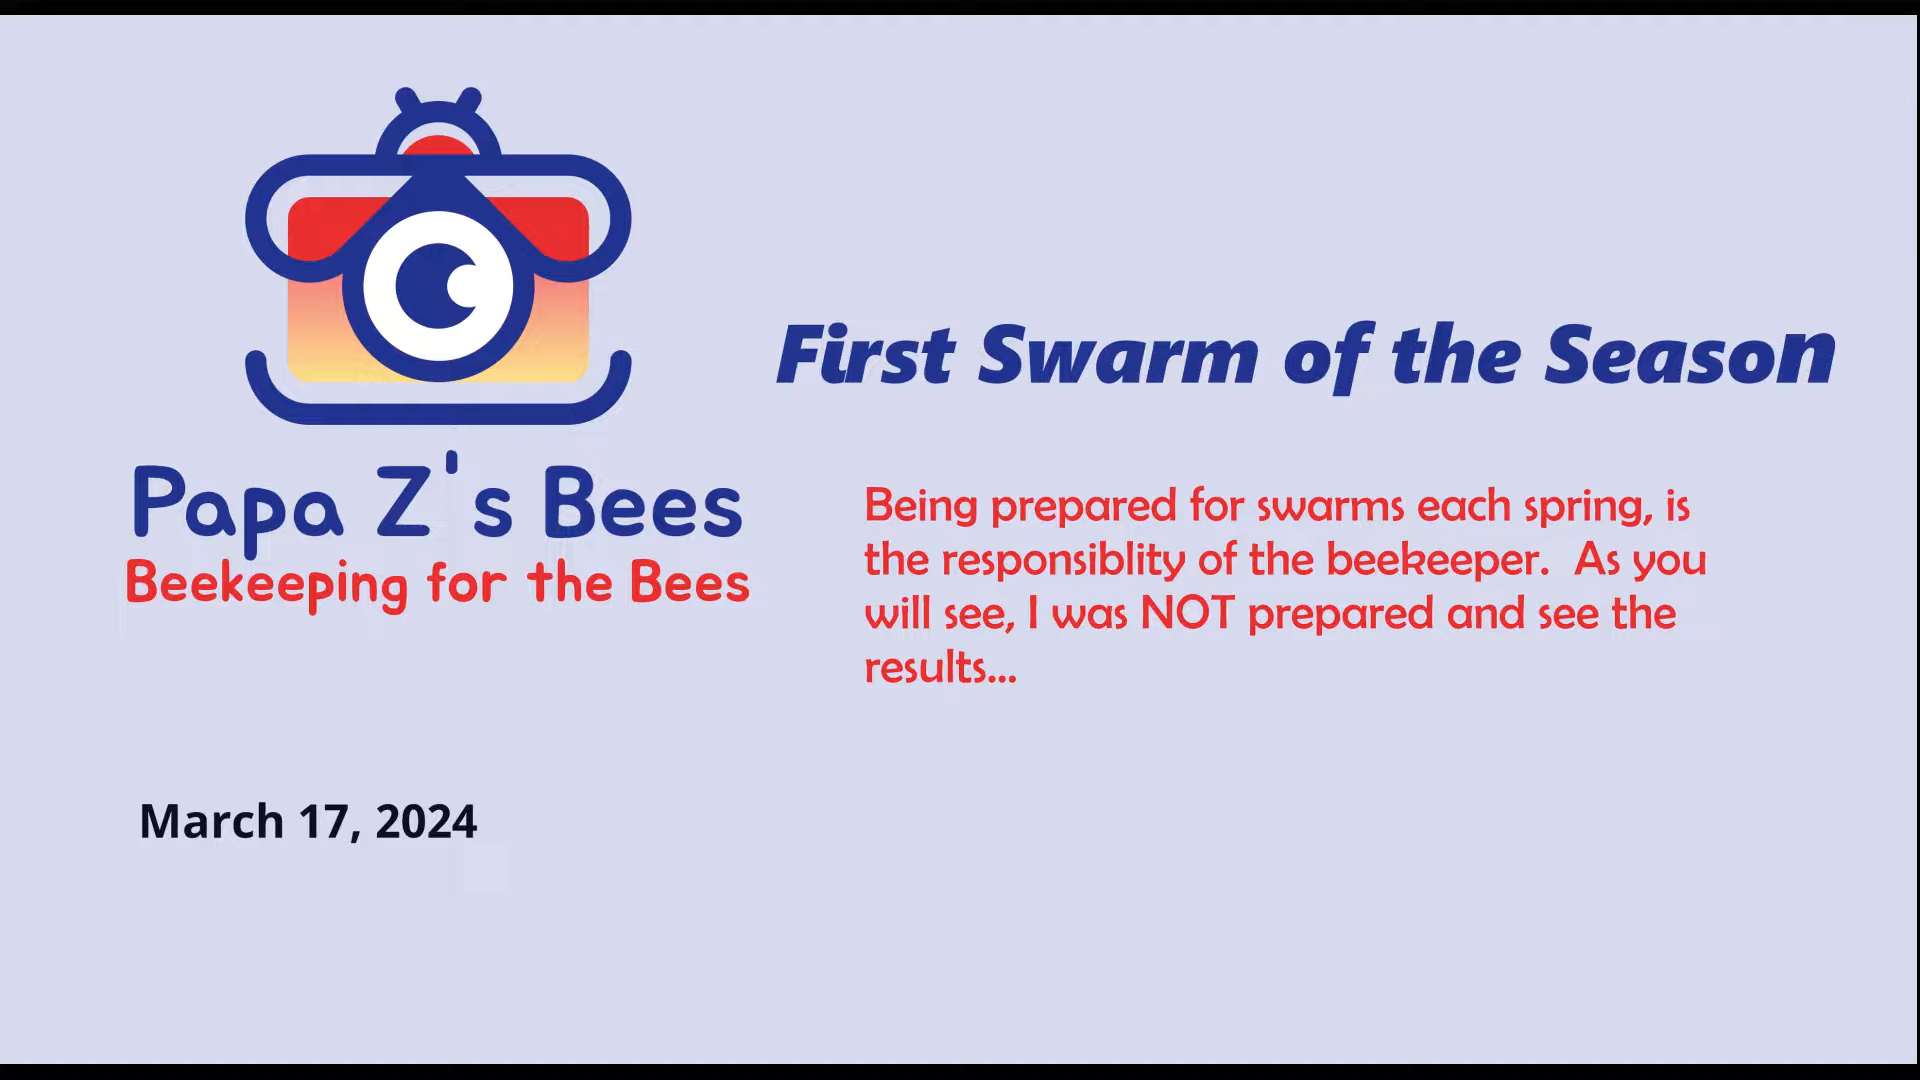 First Swarm of the Season
Papa Z's Bees
Beekeeping for the Bees
Being prepared for swarms each spring, is
the responsiblity of the beekeeper.  As you
will see, I was NOT prepared and see the
results...
March 17, 2024